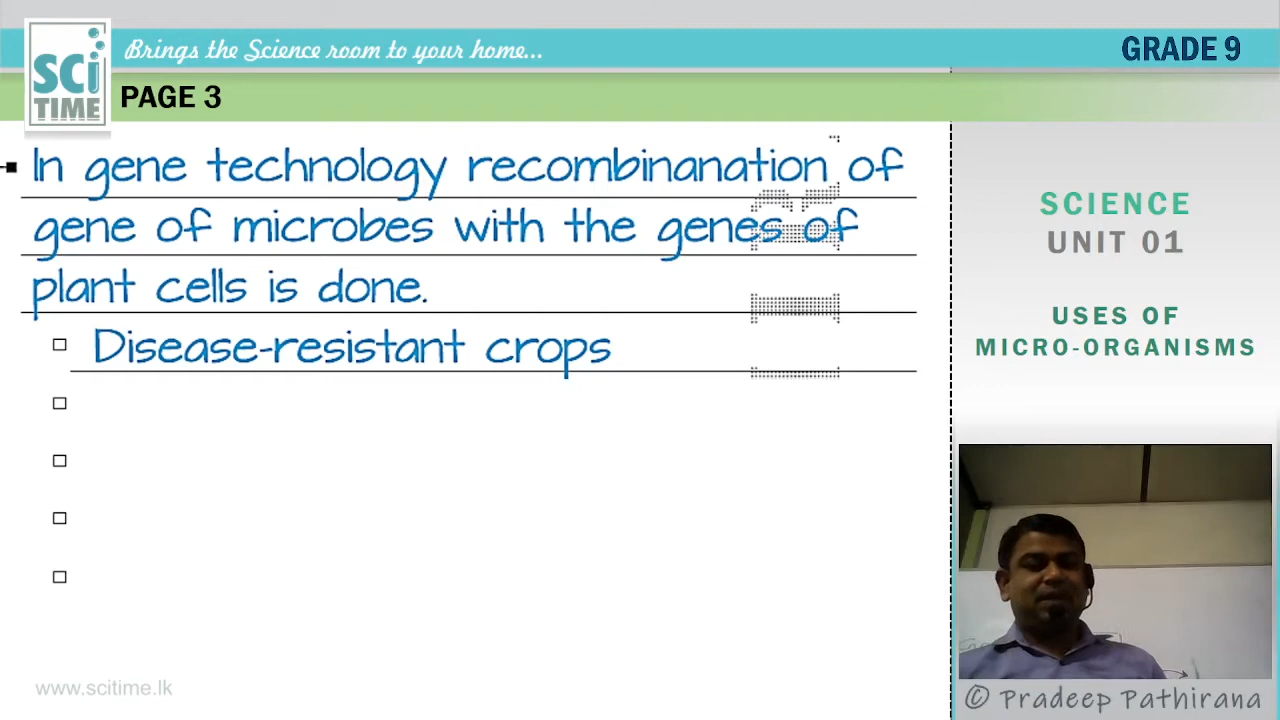 SCi
TIME
Brings the Science room to your home...
GRADE 9
PAGE 3
In gene technology recombinanation of
gene of microbes with the genes of
plant cells is done.
Disease-resistant crops
SCIENCE
UNIT 01
USES OF
MICRO-ORGANISMS
www.scitime.lk
© Pradeep Pathirana